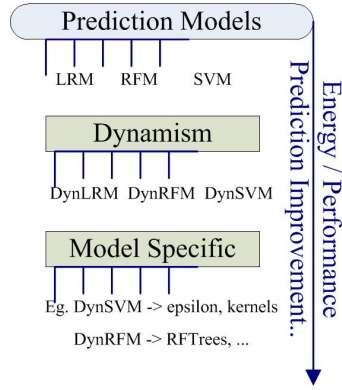 Prediction Models
LRM RFM SVM
Dynamism
DynLRM DynRFM DynSVM
Model Specific
Eg. DynSVM -> epsilon, kernels
DynRFM -> RFTrees, ...
Energy / Performance
Prediction Improvement..